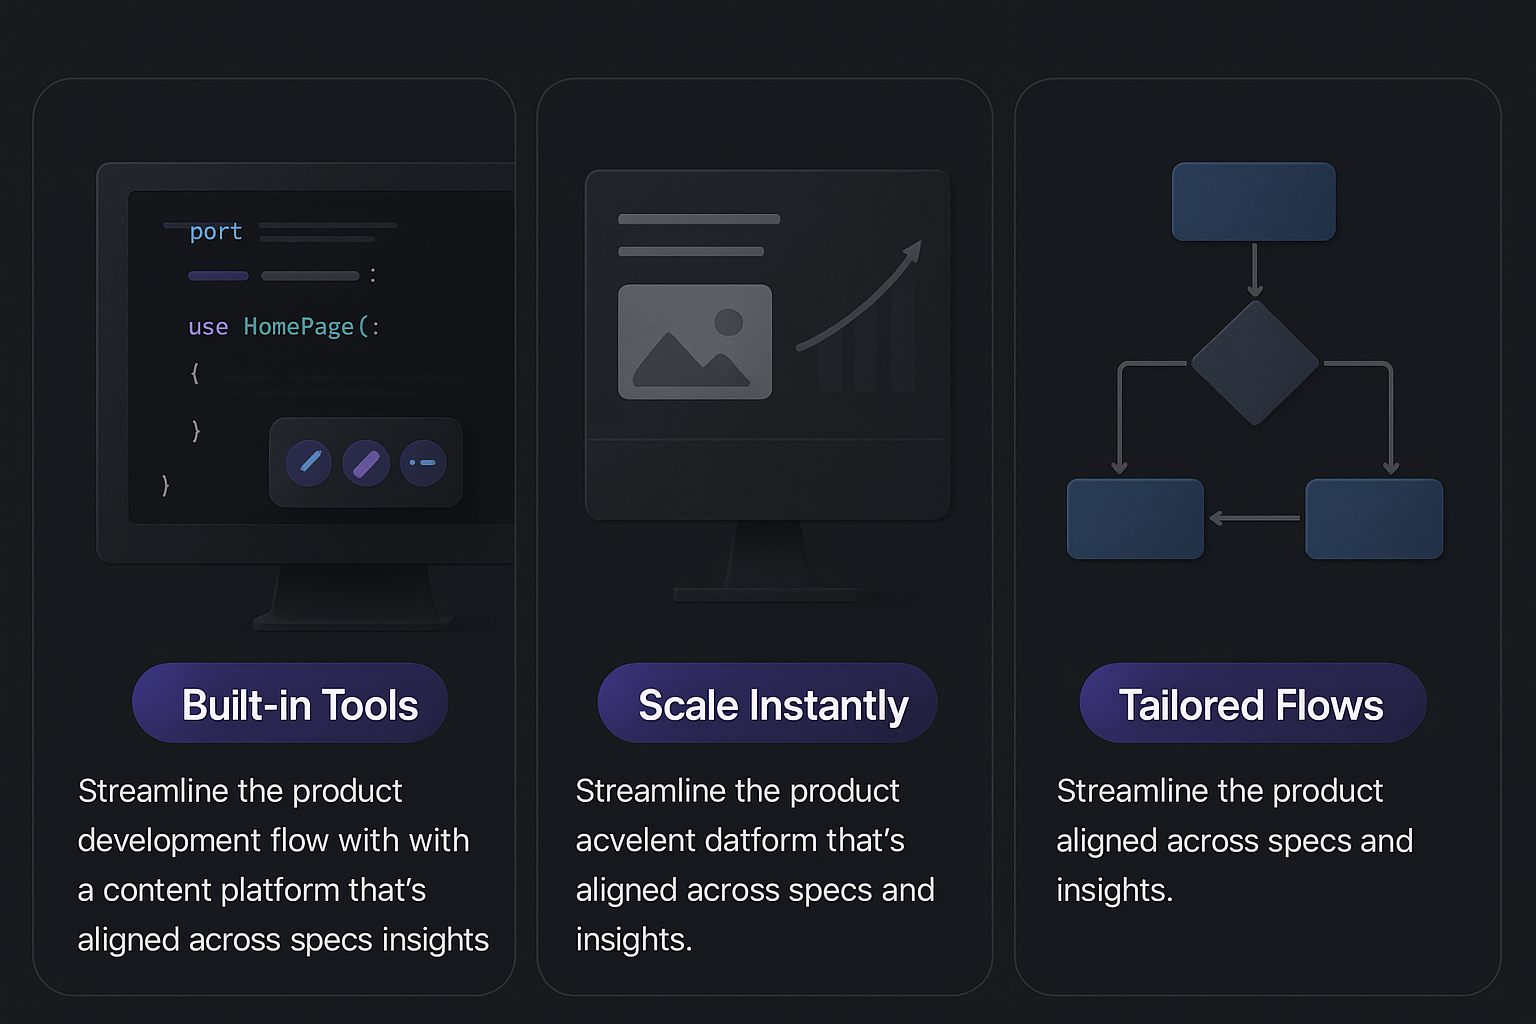 port
:
use HomePage(:
{
}
}
Built-in Tools
Streamline the product
development flow with with
a content platform that's
aligned across specs insights
Scale Instantly
Streamline the product
acvelent datform that's
aligned across specs and
insights.
Tailored Flows
Streamline the product
aligned across specs and
insights.